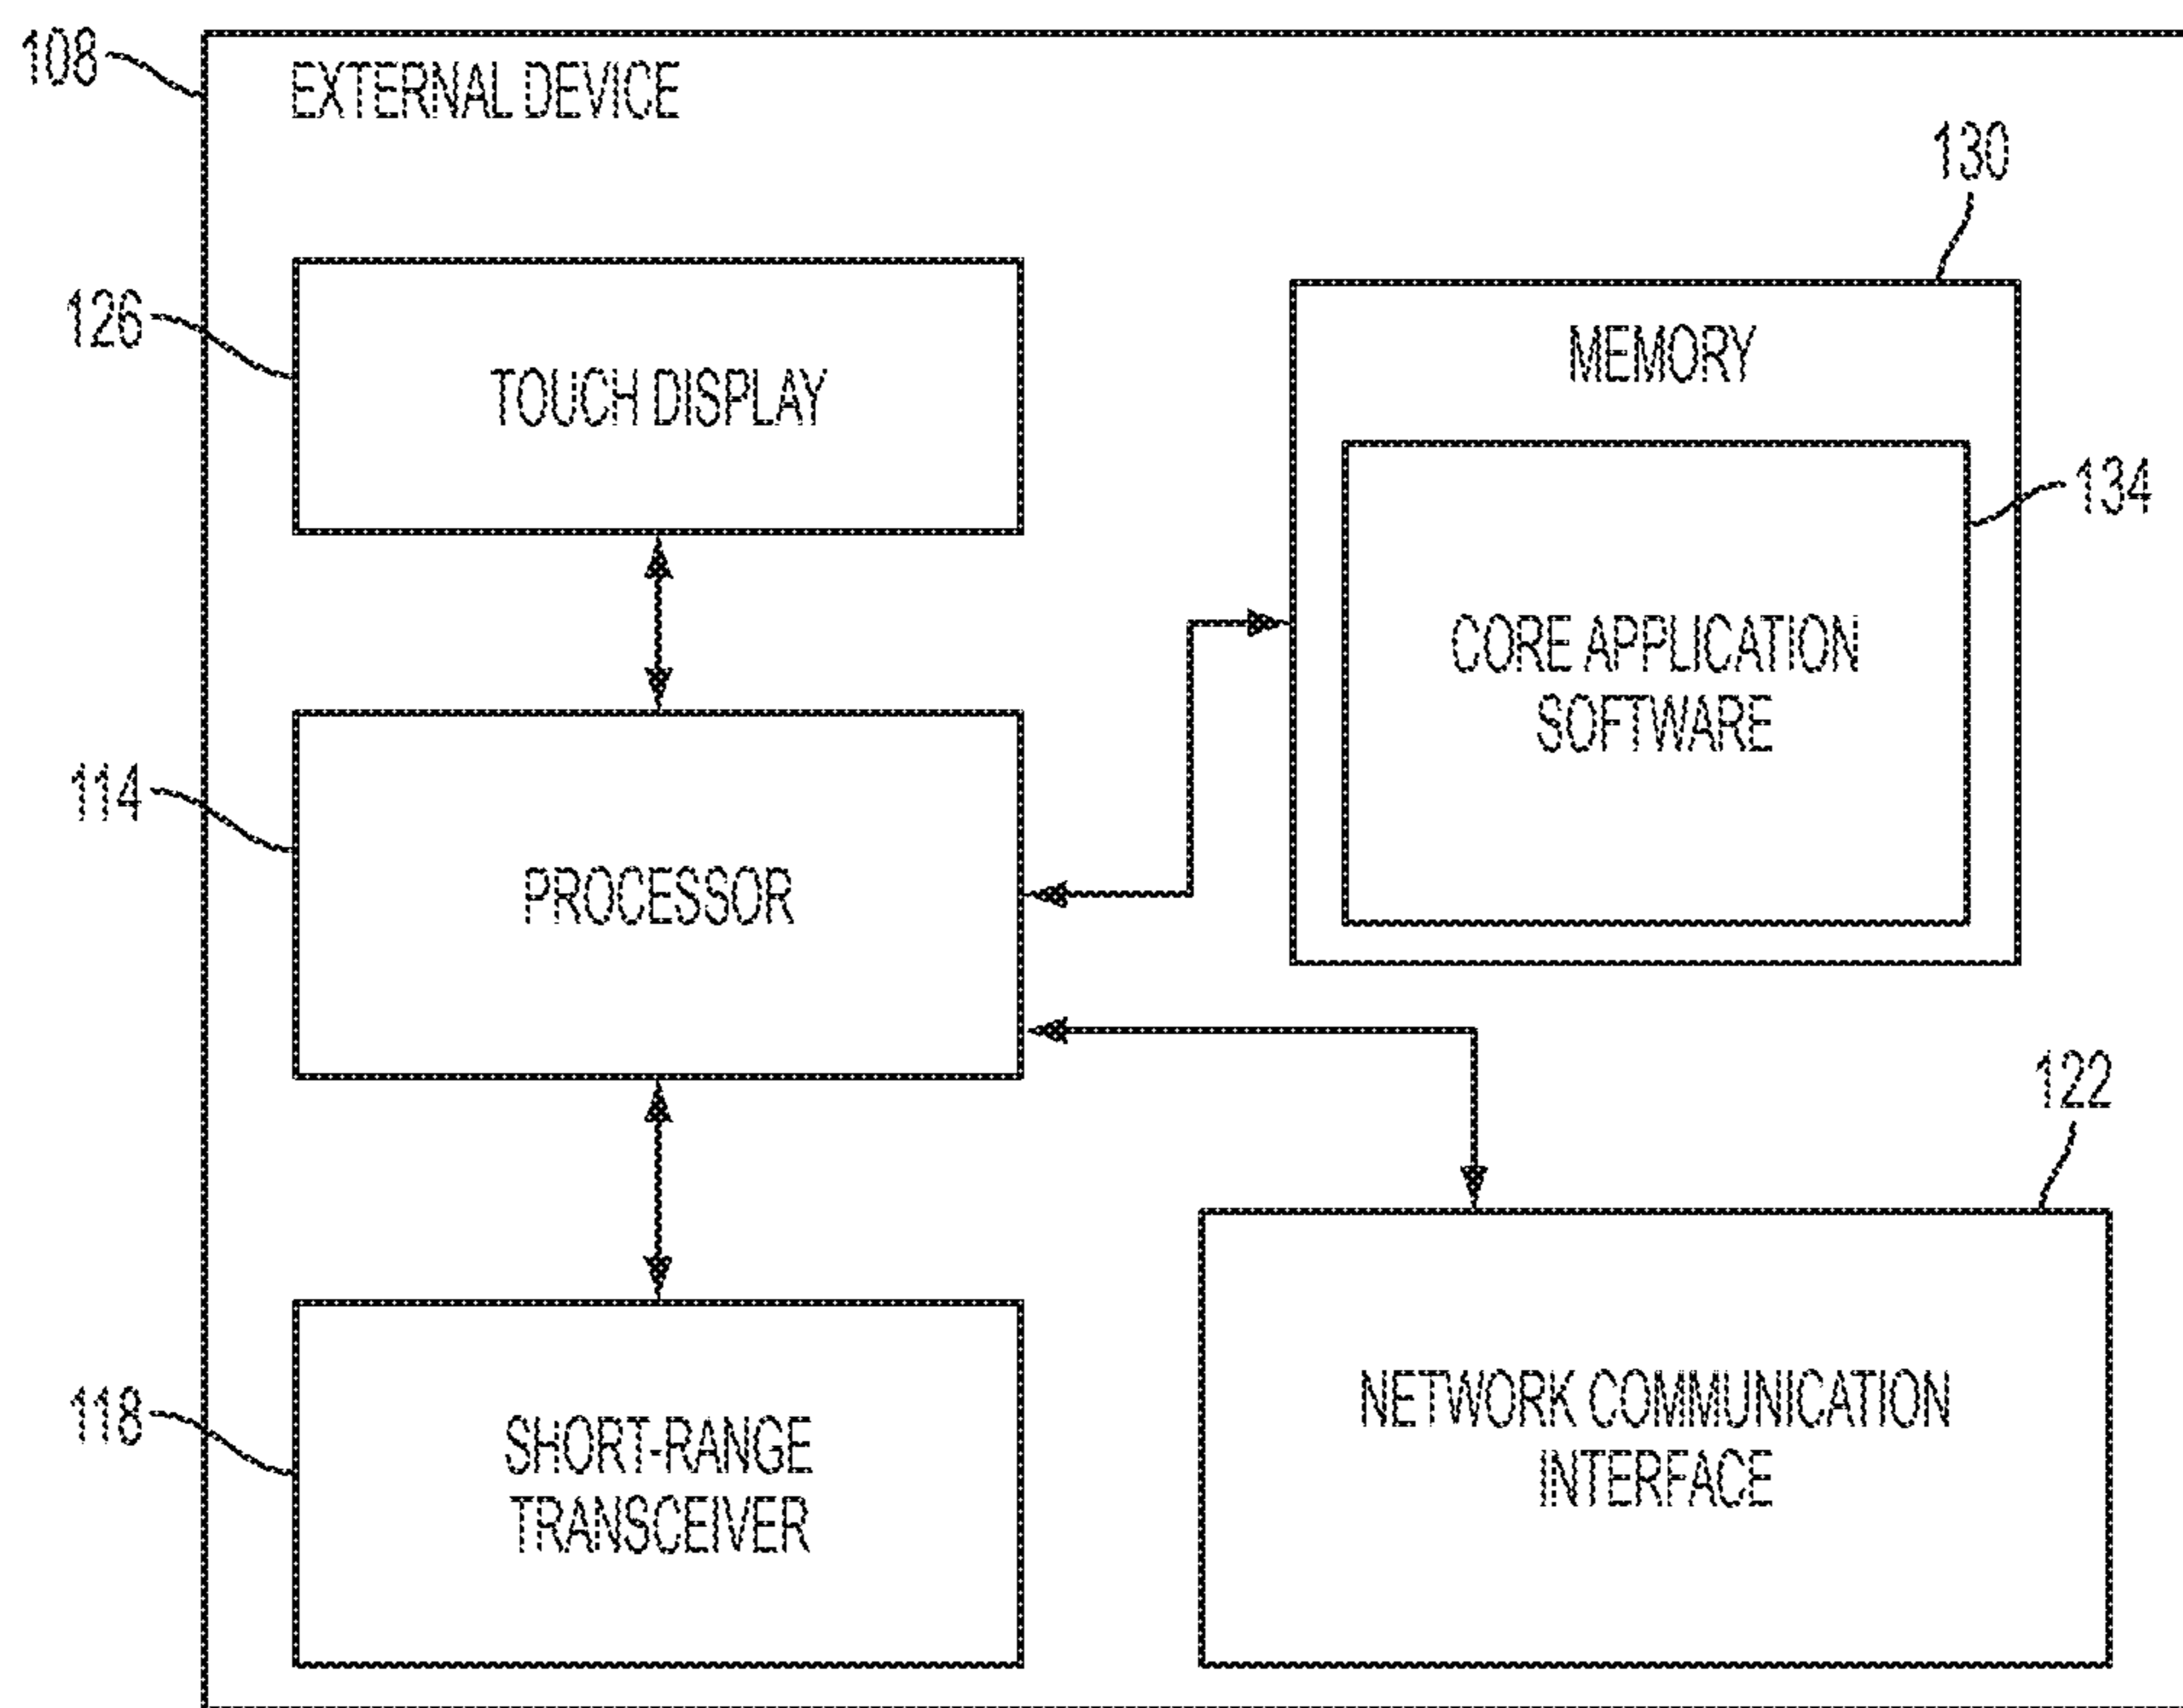 108
EXTERNAL DEVICE
130
126
TOUCH DISPLAY
MEMORY
134
CORE APPLICATION
SOFTWARE
114
PROCESSOR
122
118
SHORT-RANGE
TRANSCEIVER
NETWORK COMMUNICATION
INTERFACE